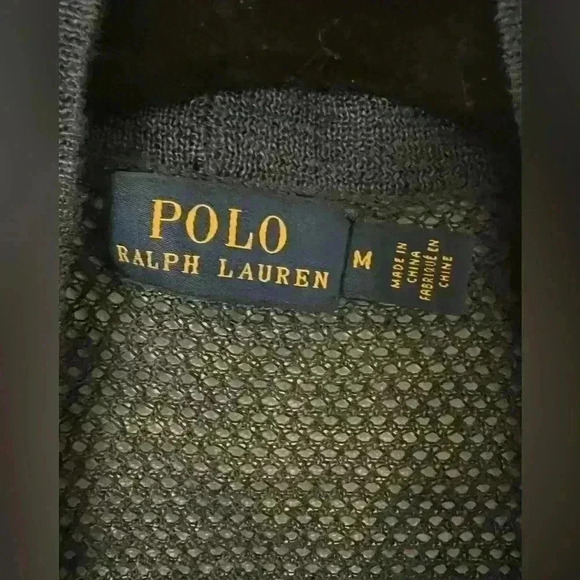 POLO
RALPH LAUREN
M
MADE IN
CHINA
FABRIQUÉ EN
CHINE